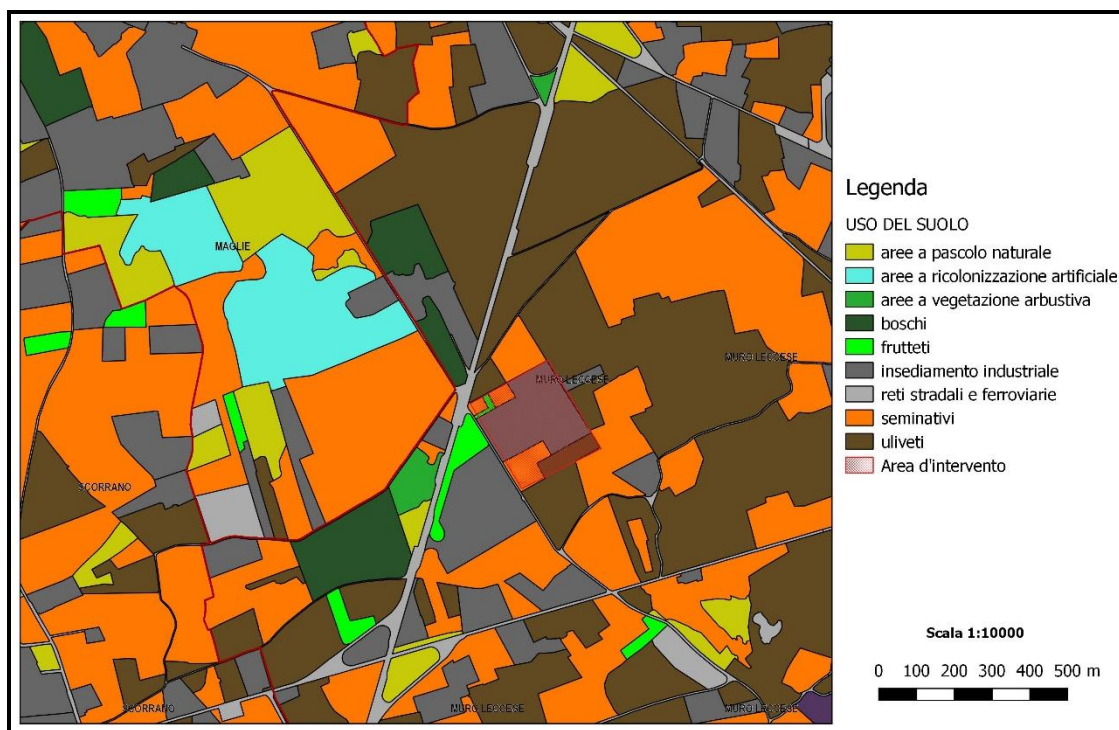 MAGLIE
MURO LECCESE
MURO LECCESE
SCORRANO
SCORRANO
MURO LECCESE
MURO LECCESE
Legenda
USO DEL SUOLO
aree a pascolo naturale
aree a ricolonizzazione artificiale
aree a vegetazione arbustiva
boschi
frutteti
insediamento industriale
reti stradali e ferroviarie
seminativi
uliveti
Area d'intervento
Scala 1:10000
0 100 200 300 400 500 m